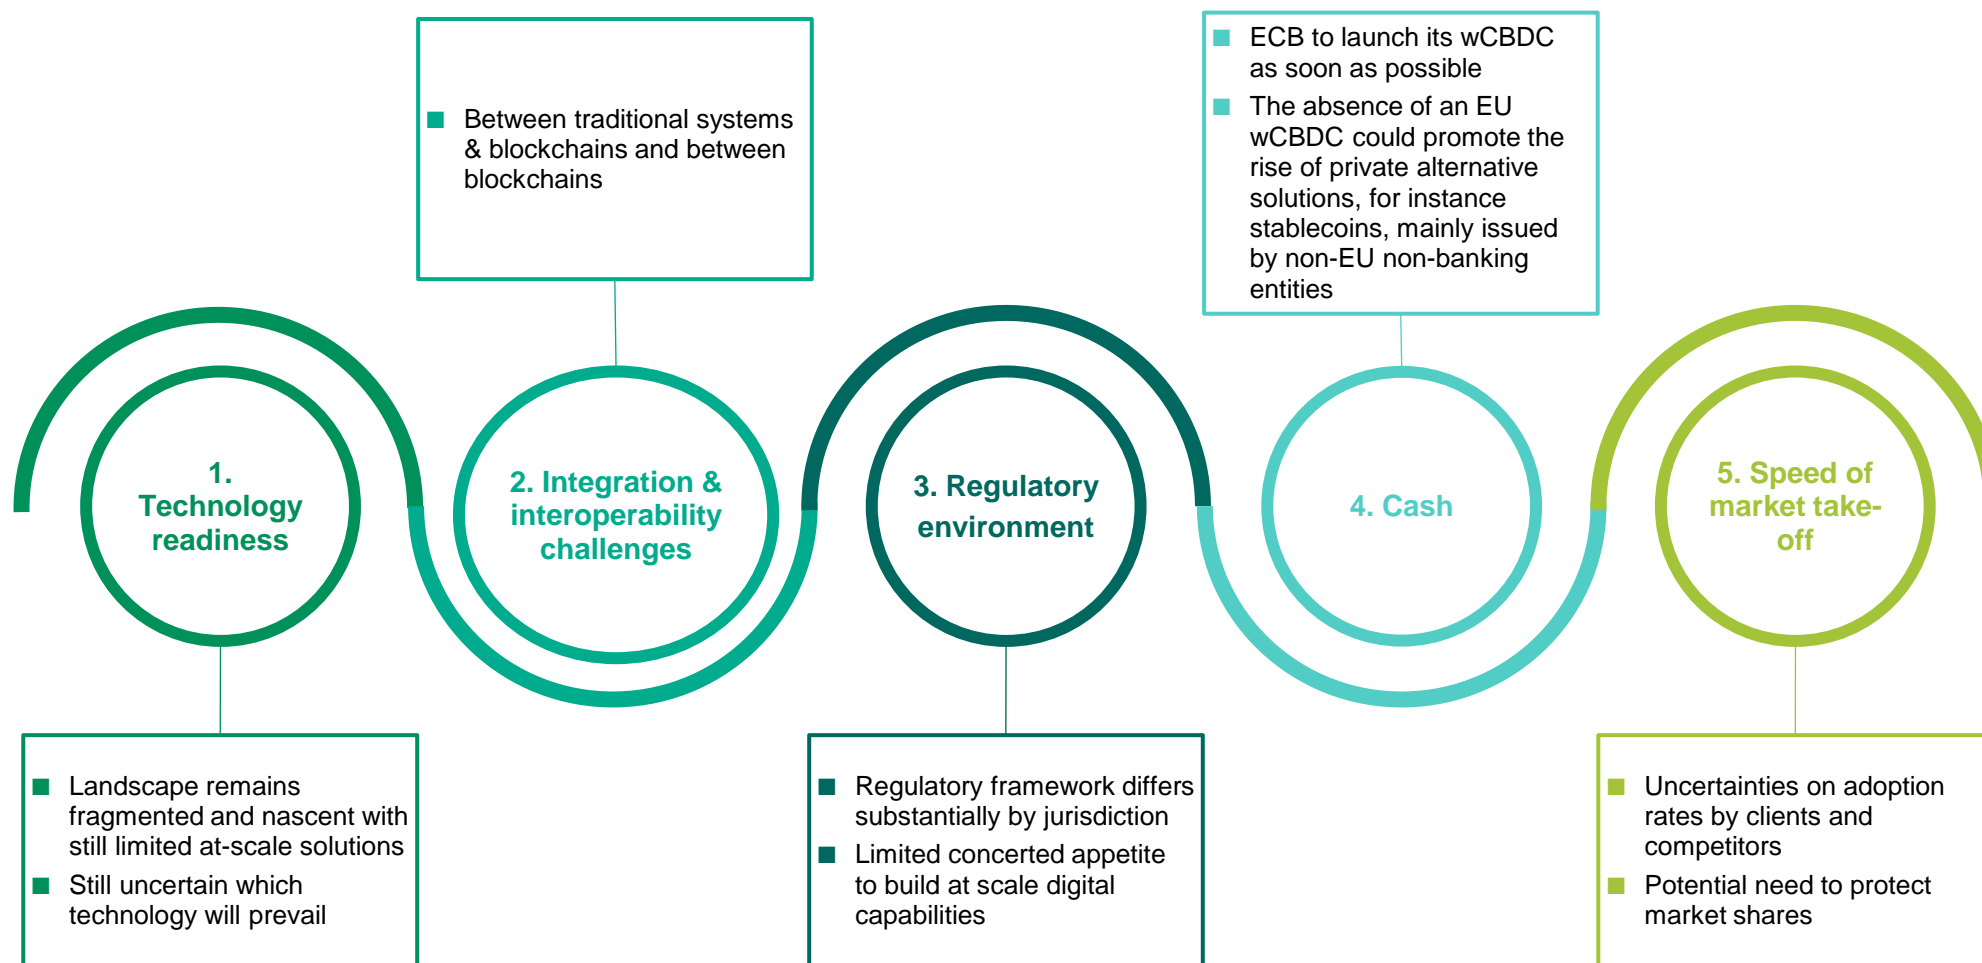 Between traditional systems
& blockchains and between
blockchains
ECB to launch its wCBDC
as soon as possible
The absence of an EU
wCBDC could promote the
rise of private alternative
solutions, for instance
stablecoins, mainly issued
by non-EU non-banking
entities
1.
Technology
readiness
2. Integration &
interoperability
challenges
3. Regulatory
environment
4. Cash
5. Speed of
market take-
off
Landscape remains
fragmented and nascent with
still limited at-scale solutions
Still uncertain which
technology will prevail
Regulatory framework differs
substantially by jurisdiction
Limited concerted appetite
to build at scale digital
capabilities
Uncertainties on adoption
rates by clients and
competitors
Potential need to protect
market shares